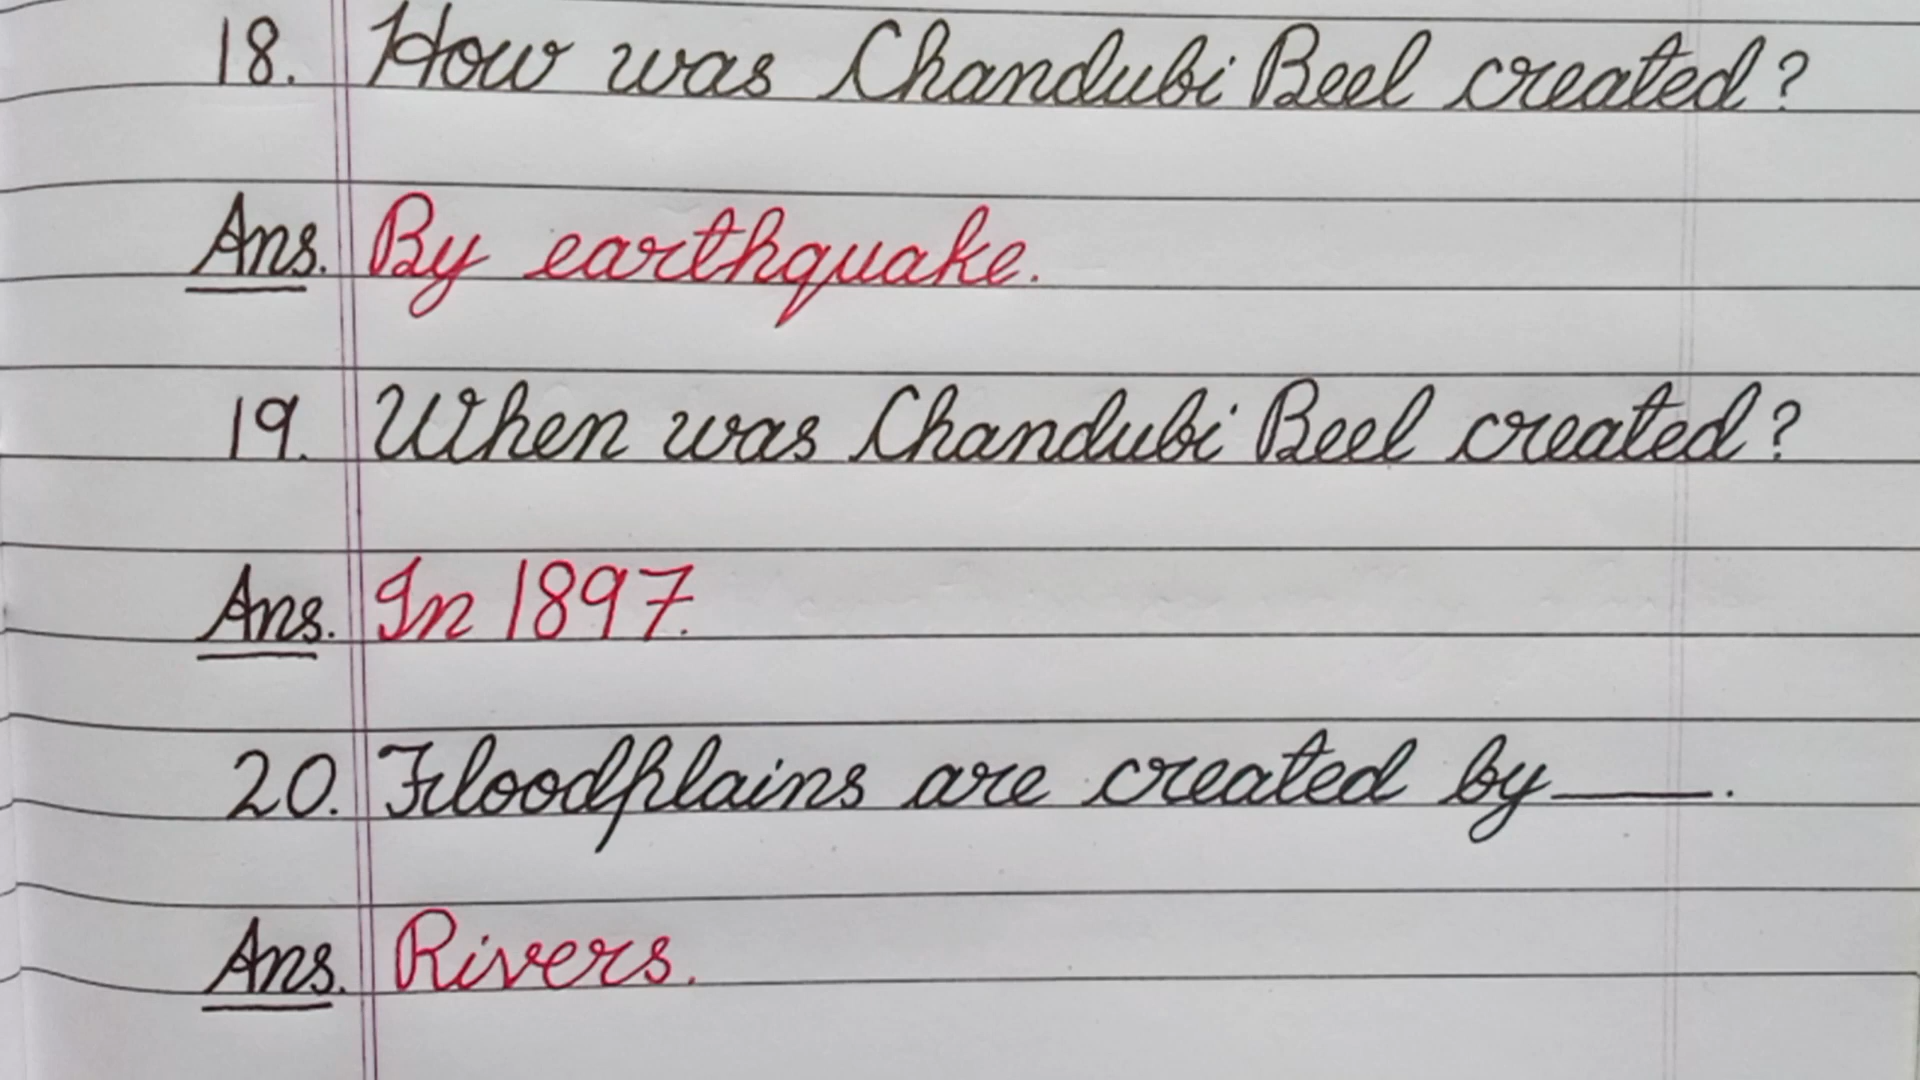 18. How was Chandubi Beel created?
Ans. By earthquake.
19. When was Chandubi Beel created?
Ans. In 1897.
20. Floodplains are created by ____.
Ans. Rivers.